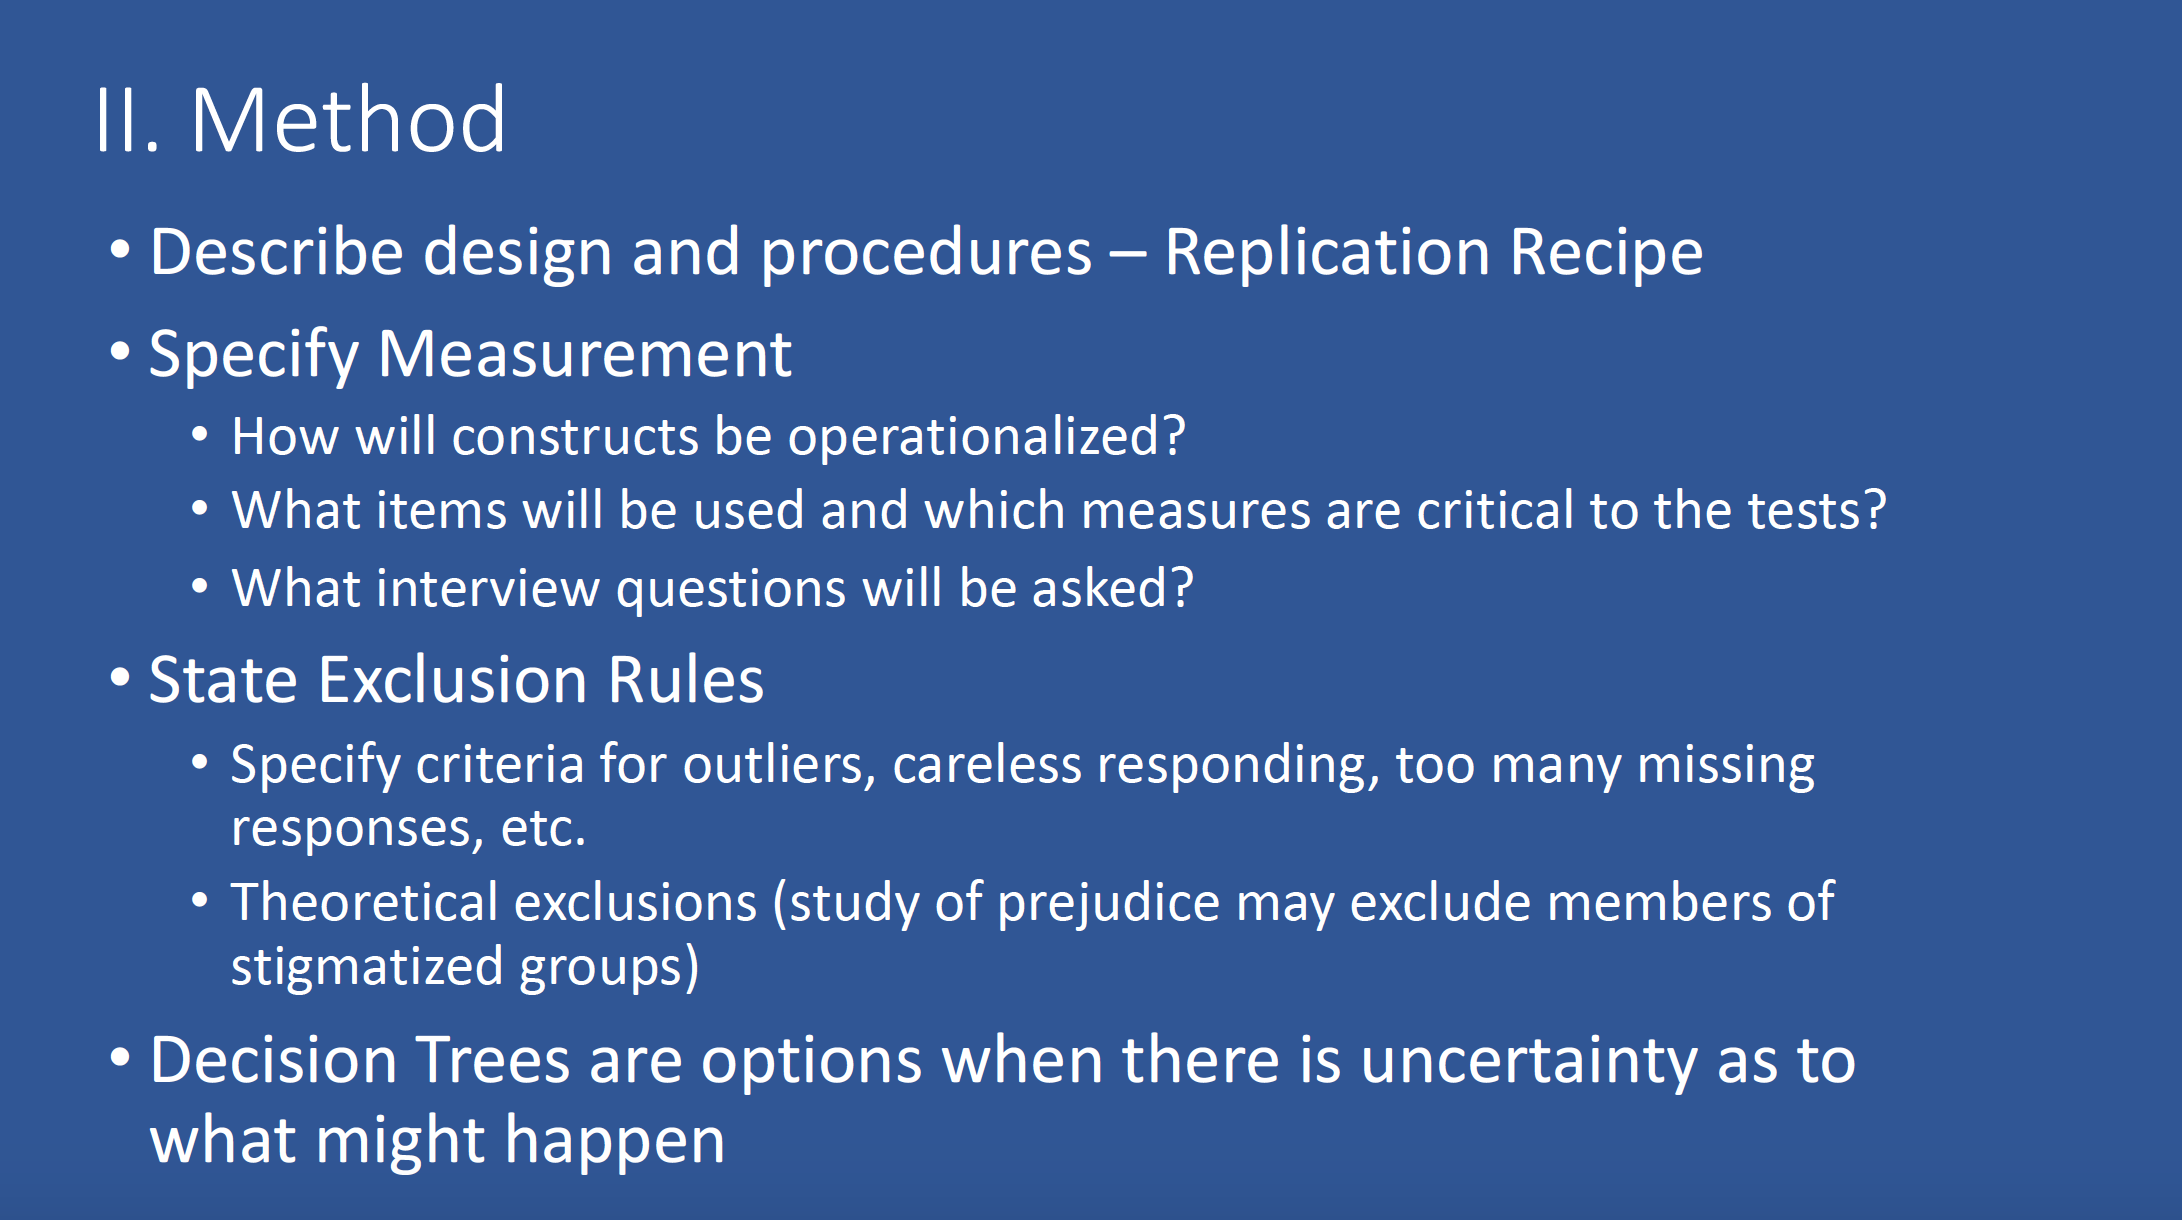 II. Method
• Describe design and procedures – Replication Recipe
• Specify Measurement
• How will constructs be operationalized?
• What items will be used and which measures are critical to the tests?
• What interview questions will be asked?
• State Exclusion Rules
• Specify criteria for outliers, careless responding, too many missing
responses, etc.
• Theoretical exclusions (study of prejudice may exclude members of
stigmatized groups)
• Decision Trees are options when there is uncertainty as to
what might happen